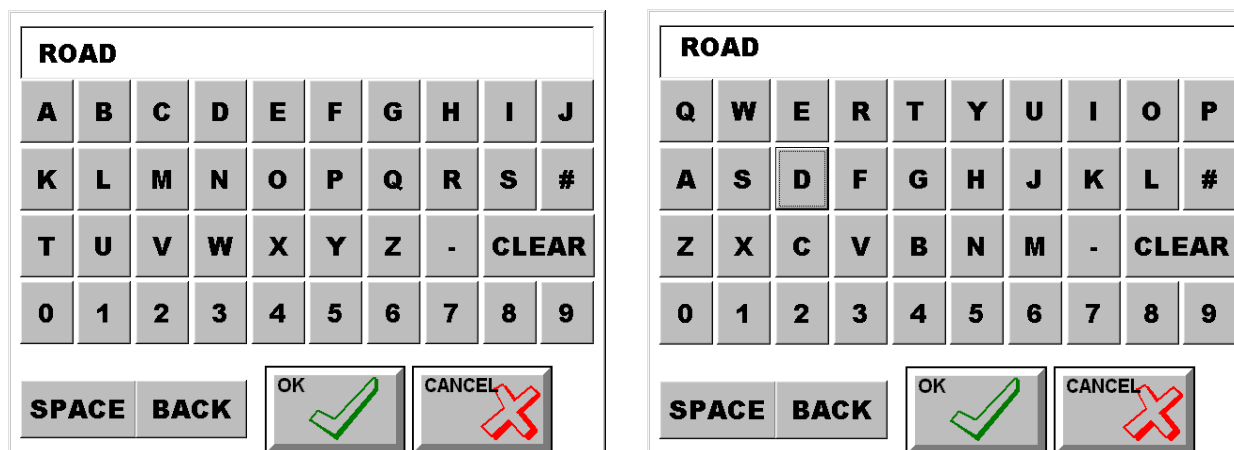 ROAD
A B C D E F G H I J
K L M N O P Q R S #
T U V W X Y Z - CLEAR
0 1 2 3 4 5 6 7 8 9
SPACE BACK OK CANCEL
ROAD
Q W E R T Y U I O P
A S D F G H J K L #
Z X C V B N M - CLEAR
0 1 2 3 4 5 6 7 8 9
SPACE BACK OK CANCEL